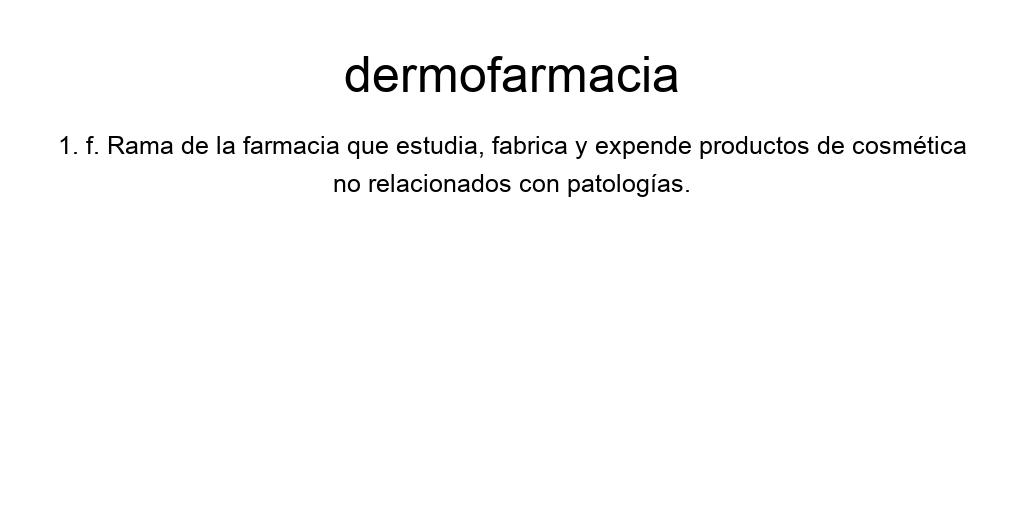 dermofarmacia
1. f. Rama de la farmacia que estudia, fabrica y expende productos de cosmética
no relacionados con patologías.